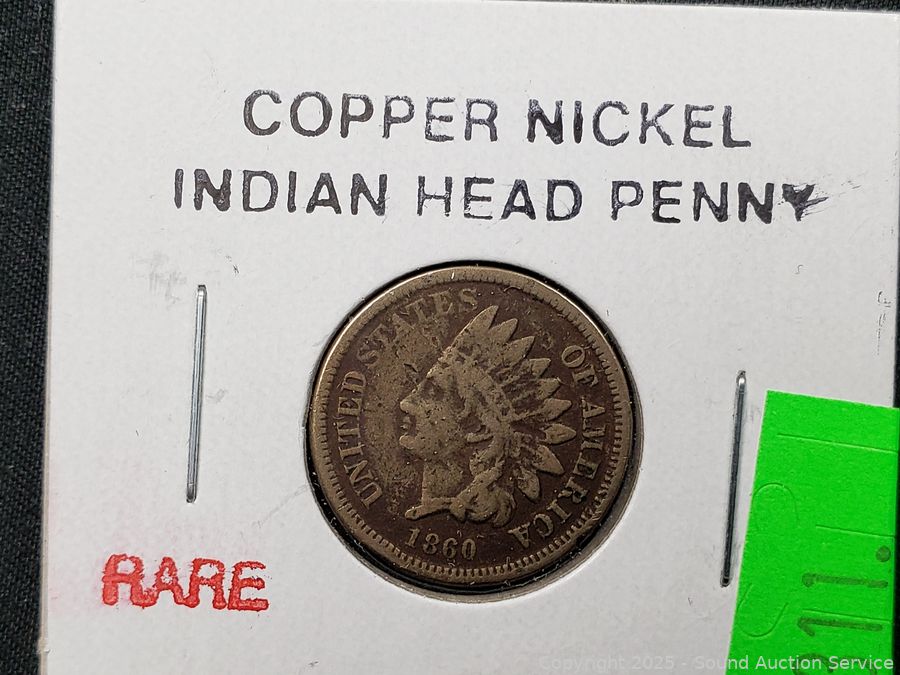 COPPER NICKEL
INDIAN HEAD PENNY
UNITED STATES OF AMERICA
1860
RARE
Copyright 2025 - Sound Auction Service